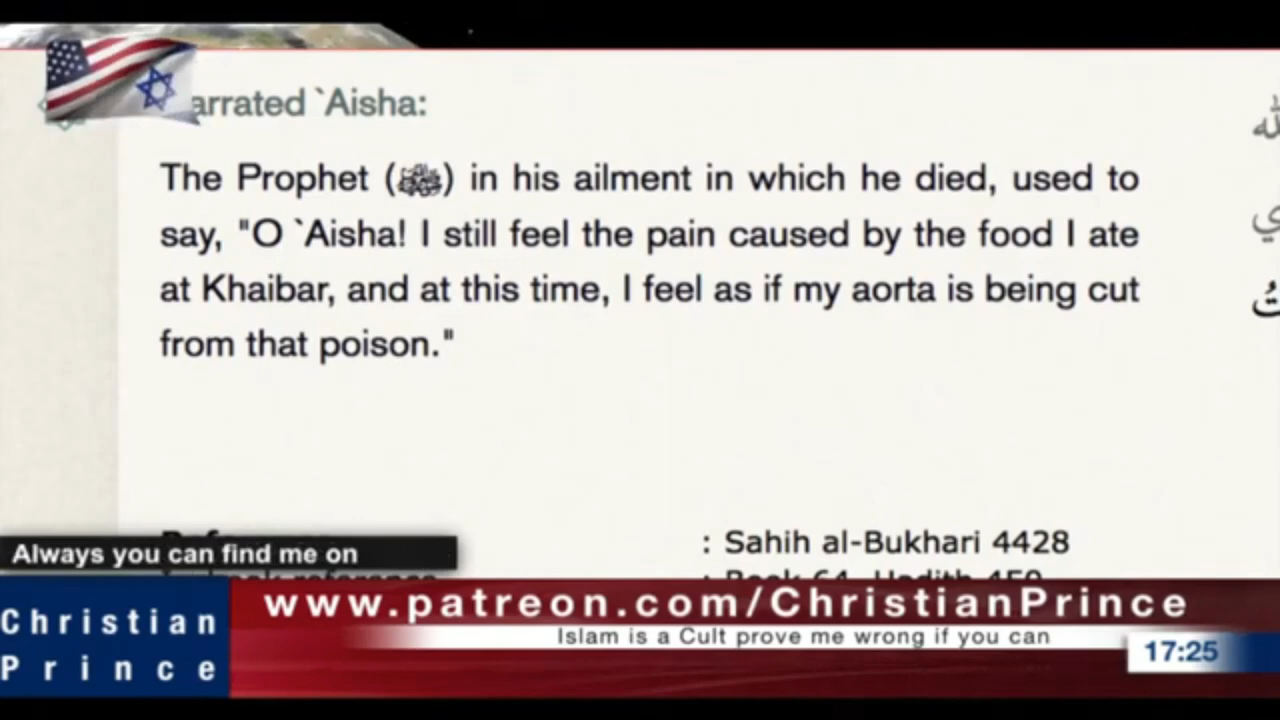 arrated `Aisha:
The Prophet (ﷺ) in his ailment in which he died, used to
say, "O `Aisha! I still feel the pain caused by the food I ate
at Khaibar, and at this time, I feel as if my aorta is being cut
from that poison."
: Sahih al-Bukhari 4428
Always you can find me on
www.patreon.com/ChristianPrince
Islam is a Cult prove me wrong if you can
Christian
Prince
17:25